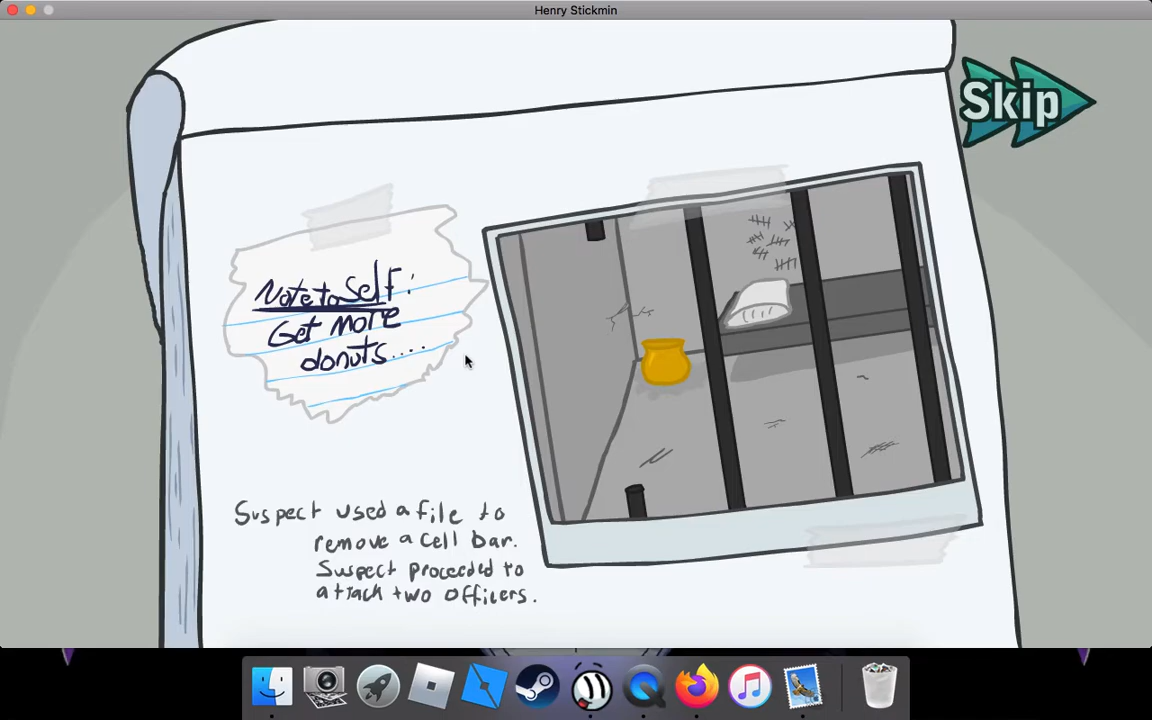 Henry Stickmin
Skip
Note to Self:
Get More
donuts....
Suspect used a file to
remove a cell bar.
Suspect proceeded to
attack two officers.